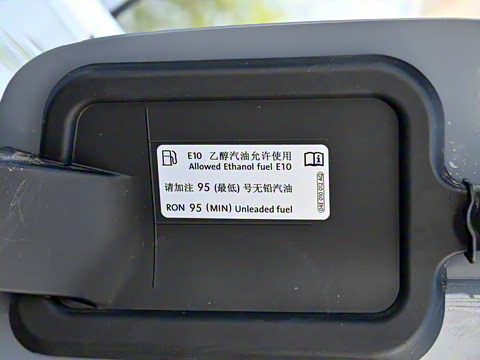 E10 乙醇汽油允许使用
Allowed Ethanol fuel E10
请加注 95 (最低) 号无铅汽油
RON 95 (MIN) Unleaded fuel